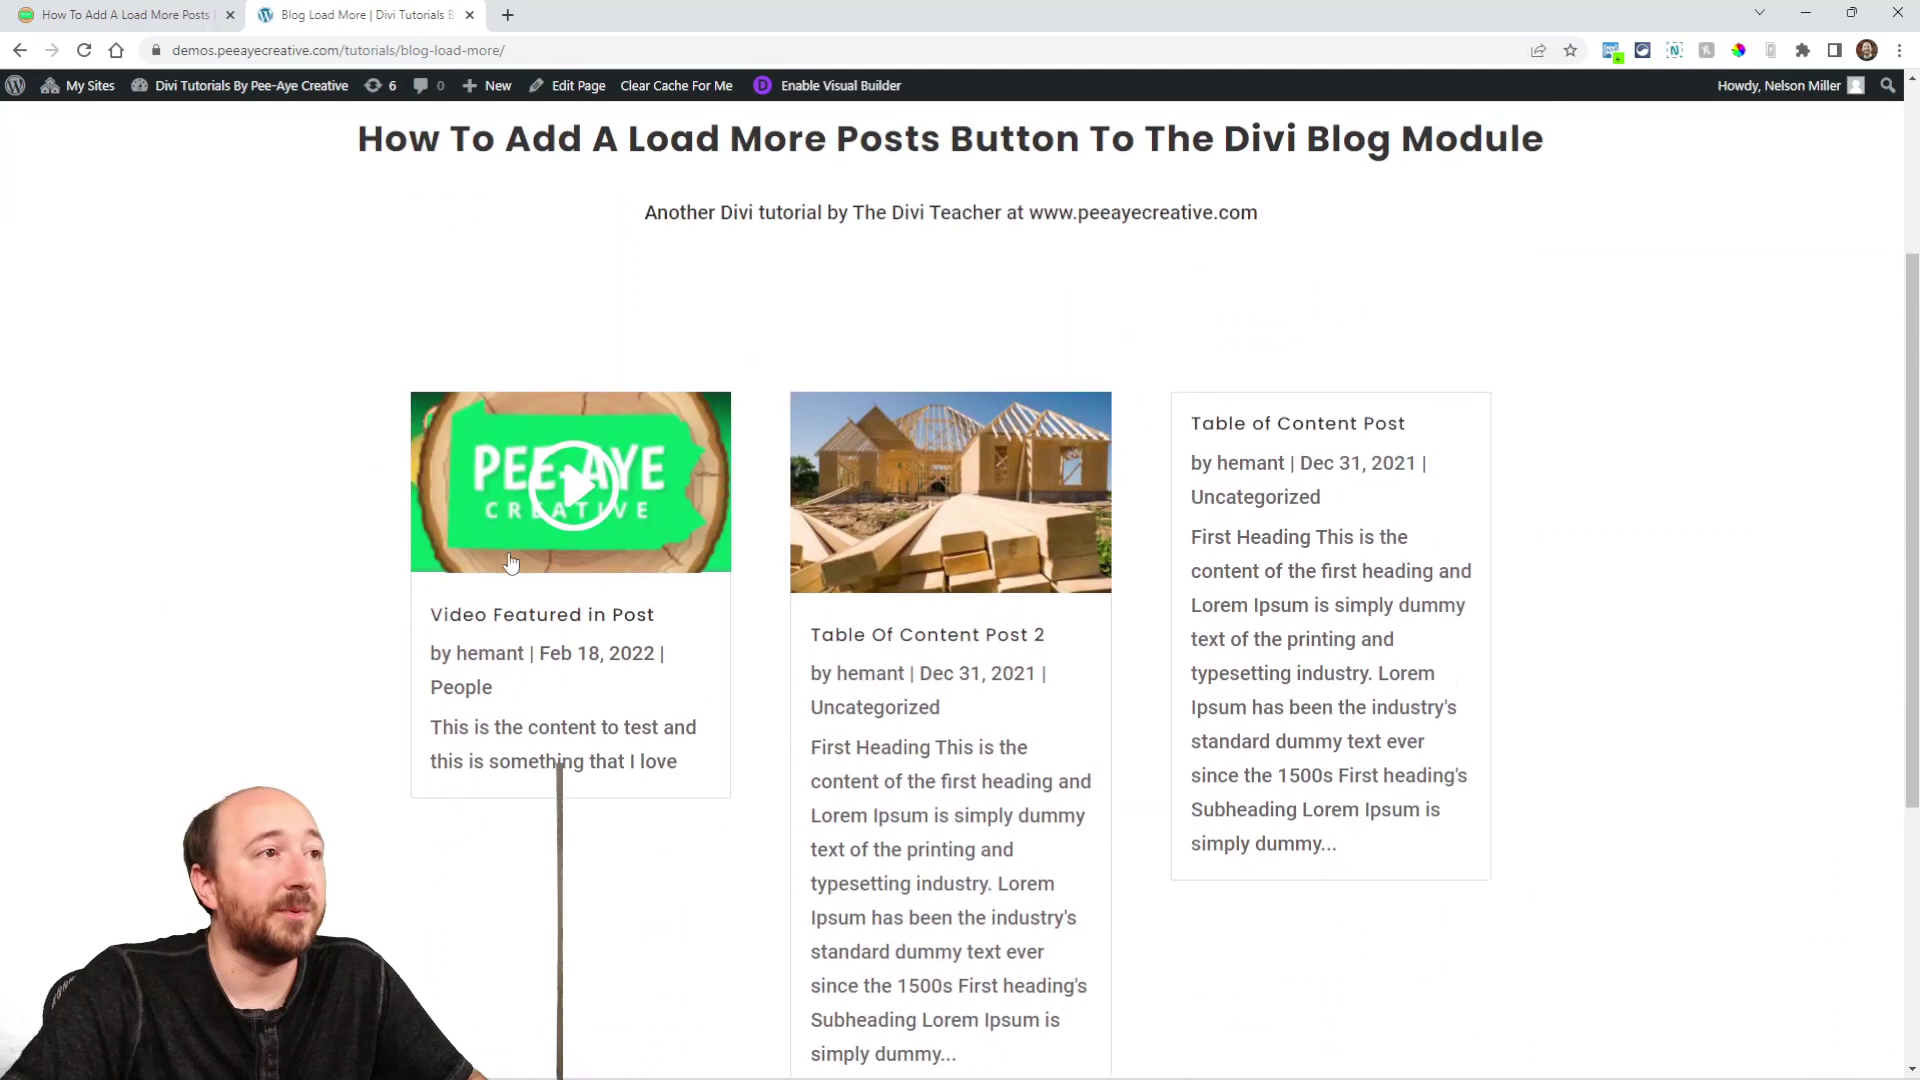 How To Add A Load More Posts
Blog Load More | Divi Tutorials B
demos.peeayecreative.com/tutorials/blog-load-more/
My Sites
Divi Tutorials By Pee-Aye Creative
6
0
New
Edit Page
Clear Cache For Me
D
Enable Visual Builder
Howdy, Nelson Miller
How To Add A Load More Posts Button To The Divi Blog Module
Another Divi tutorial by The Divi Teacher at www.peeayecreative.com
PEE-AYE
CREATIVE
Video Featured in Post
by hemant | Feb 18, 2022 |
People
This is the content to test and
this is something that I love
Table Of Content Post 2
by hemant | Dec 31, 2021 |
Uncategorized
First Heading This is the
content of the first heading and
Lorem Ipsum is simply dummy
text of the printing and
typesetting industry. Lorem
Ipsum has been the industry's
standard dummy text ever
since the 1500s First heading's
Subheading Lorem Ipsum is
simply dummy...
Table of Content Post
by hemant | Dec 31, 2021 |
Uncategorized
First Heading This is the
content of the first heading and
Lorem Ipsum is simply dummy
text of the printing and
typesetting industry. Lorem
Ipsum has been the industry's
standard dummy text ever
since the 1500s First heading's
Subheading Lorem Ipsum is
simply dummy...